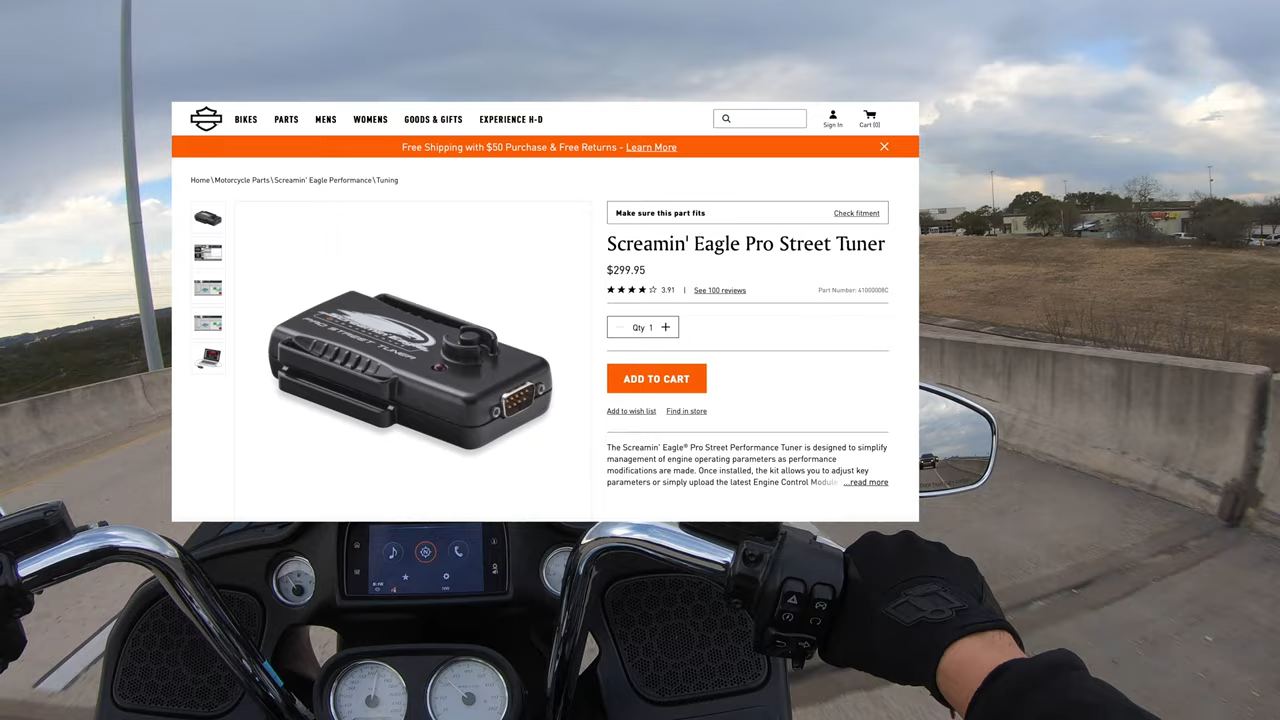 BIKES PARTS MENS WOMENS GOODS & GIFTS EXPERIENCE H-D
Sign In
Cart (0)
Free Shipping with $50 Purchase & Free Returns - Learn More
Home\Motorcycle Parts\Screamin' Eagle Performance\Tuning
Make sure this part fits
Check fitment
Screamin' Eagle Pro Street Tuner
$299.95
3.91 | See 100 reviews
Part Number: 41000008C
Qty 1
ADD TO CART
Add to wish list
Find in store
The Screamin' Eagle® Pro Street Performance Tuner is designed to simplify
management of engine operating parameters as performance
modifications are made. Once installed, the kit allows you to adjust key
parameters or simply upload the latest Engine Control Module
...read more
PRO STREET TUNER